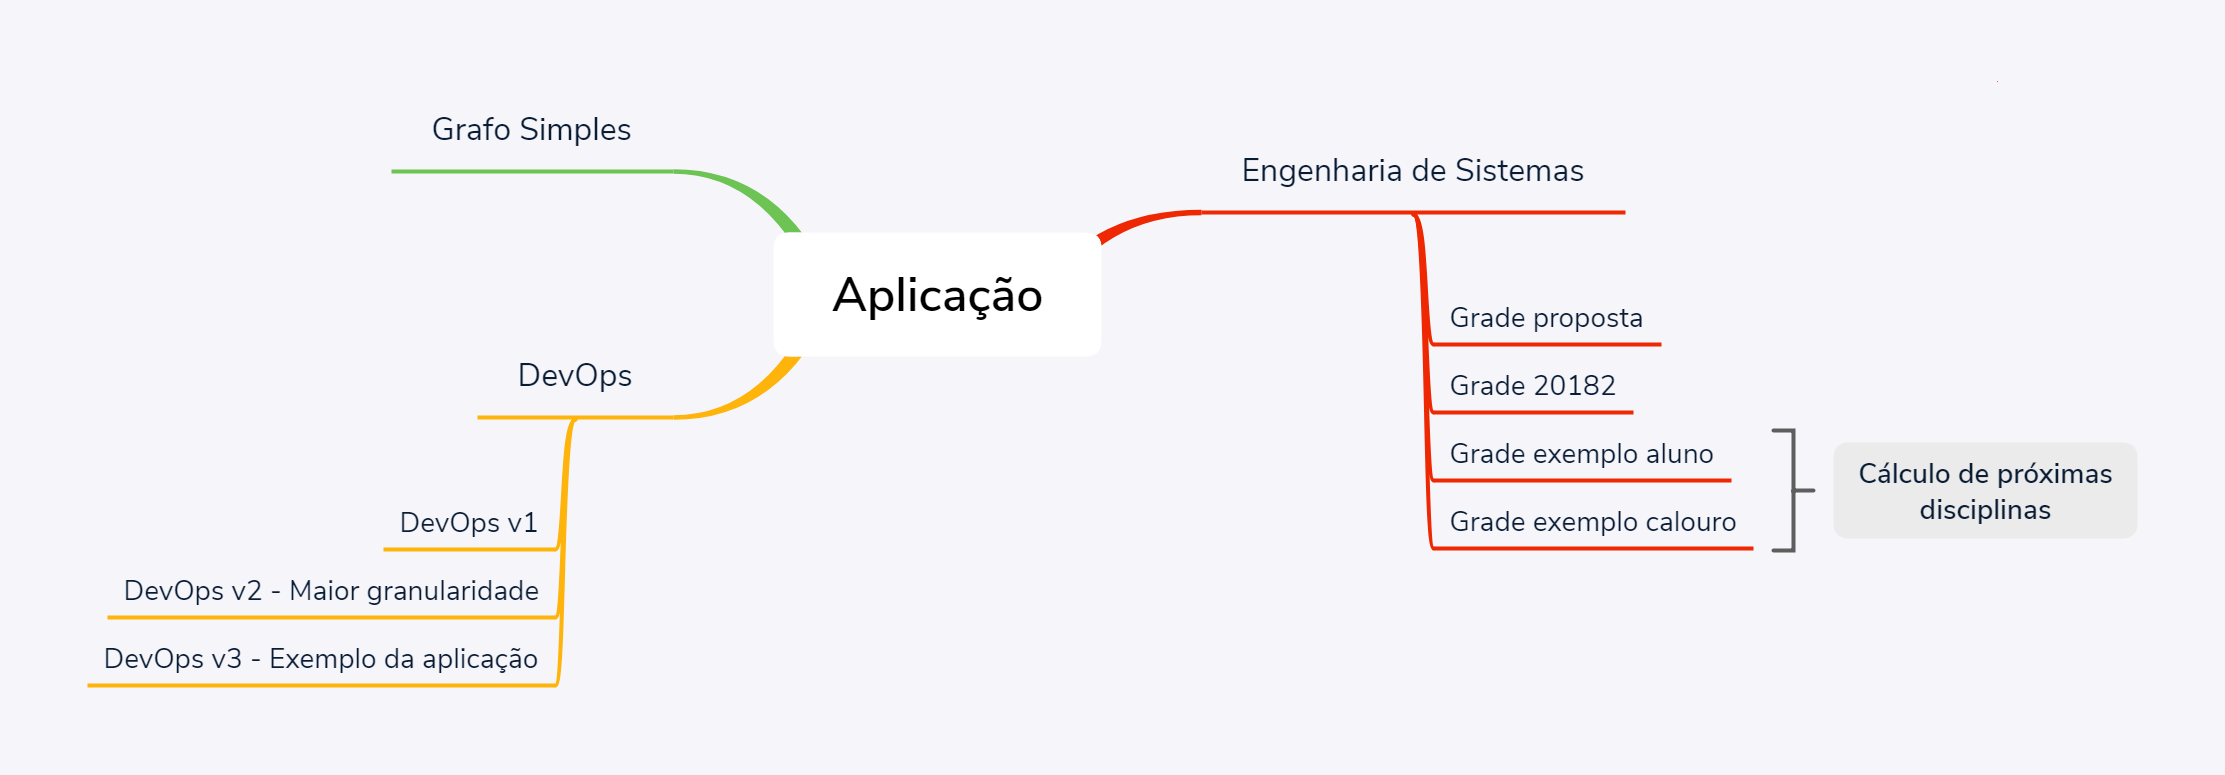 Aplicação
Grafo Simples
DevOps
DevOps v1
DevOps v2 - Maior granularidade
DevOps v3 - Exemplo da aplicação
Engenharia de Sistemas
Grade proposta
Grade 20182
Grade exemplo aluno
Grade exemplo calouro
Cálculo de próximas
disciplinas